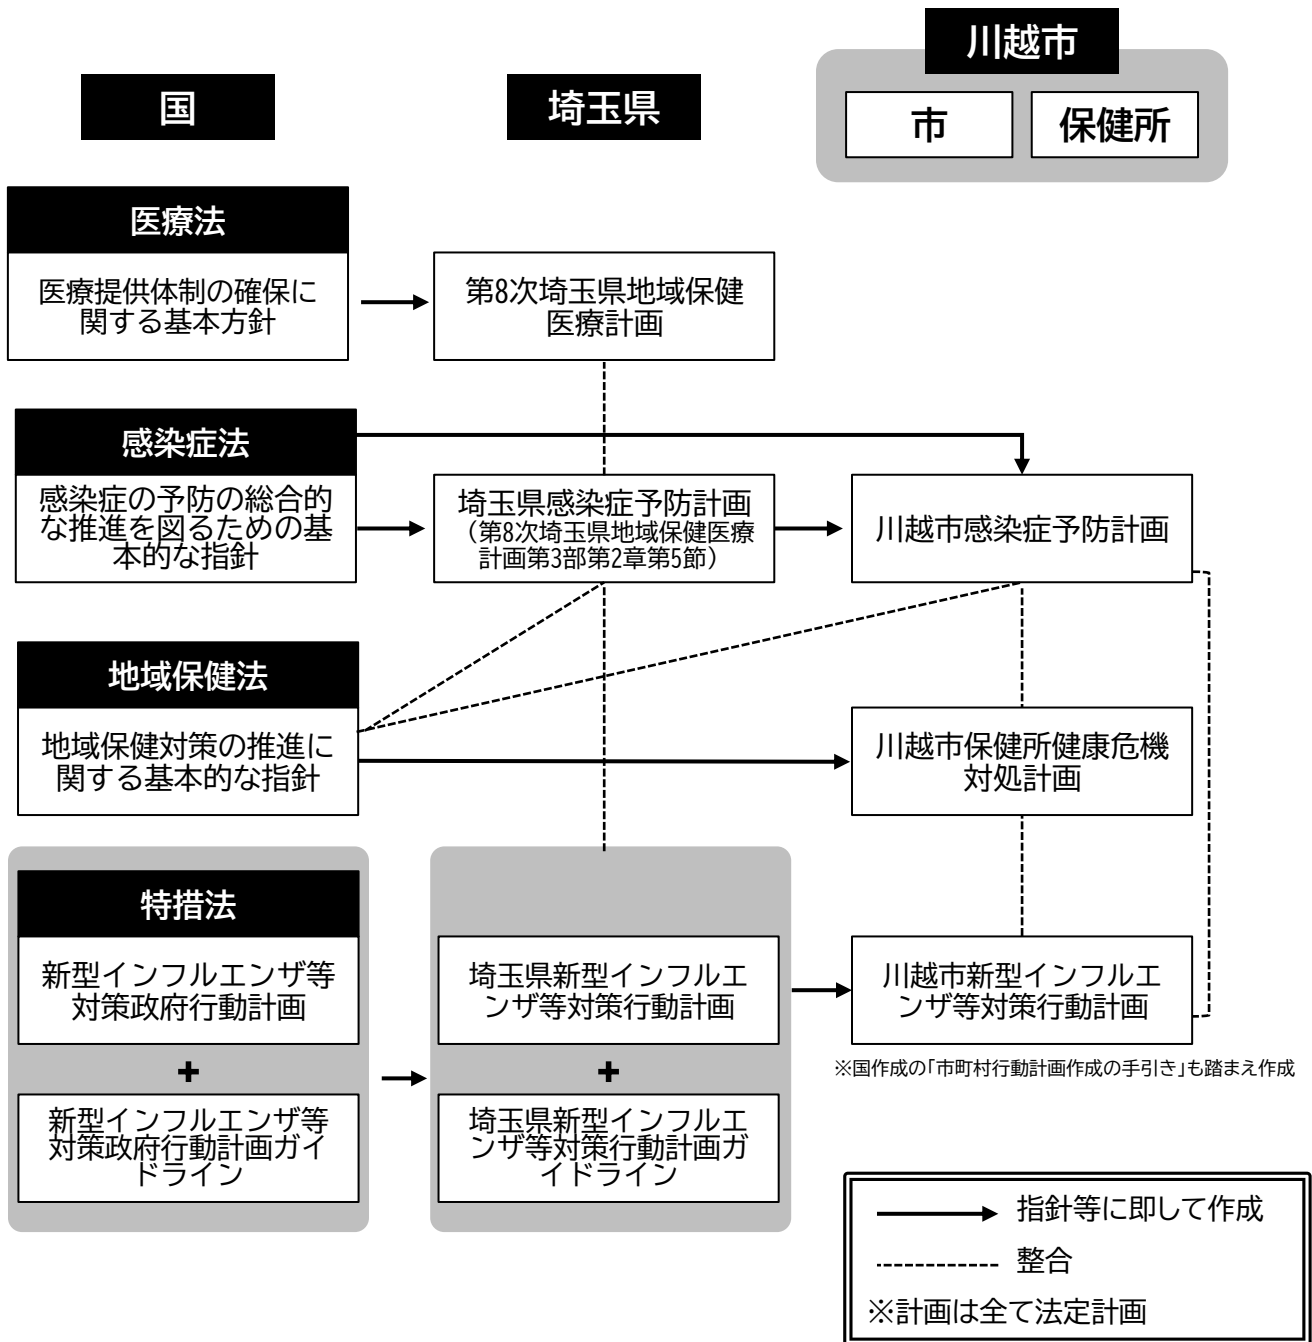 国
埼玉県
川越市
市
保健所
医療法
医療提供体制の確保に
関する基本方針
第8次埼玉県地域保健
医療計画
感染症法
感染症の予防の総合的
な推進を図るための基
本的な指針
埼玉県感染症予防計画
（第8次埼玉県地域保健医療
計画第3部第2章第5節）
川越市感染症予防計画
地域保健法
地域保健対策の推進に
関する基本的な指針
川越市保健所健康危機
対処計画
特措法
新型インフルエンザ等
対策政府行動計画
+
新型インフルエンザ等
対策政府行動計画ガイ
ドライン
埼玉県新型インフルエ
ンザ等対策行動計画
+
埼玉県新型インフルエ
ンザ等対策行動計画ガ
イドライン
川越市新型インフルエ
ンザ等対策行動計画
※国作成の「市町村行動計画作成の手引き」も踏まえ作成
指針等に即して作成
整合
※計画は全て法定計画